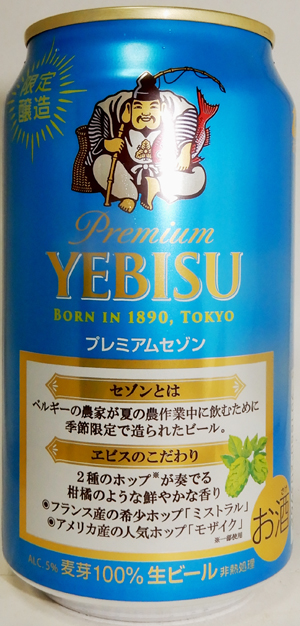 限定
醸造
Premium
YEBISU
BORN IN 1890, TOKYO
プレミアムセゾン
セゾンとは
ベルギーの農家が夏の農作業中に飲むために
季節限定で造られたビール。
ヱビスのこだわり
2種のホップ※が奏でる
柑橘のような鮮やかな香り
◉フランス産の希少ホップ「ミストラル」
◉アメリカ産の人気ホップ「モザイク」
※一部使用
お酒
ALC. 5% 麦芽100% 生ビール 非熱処理